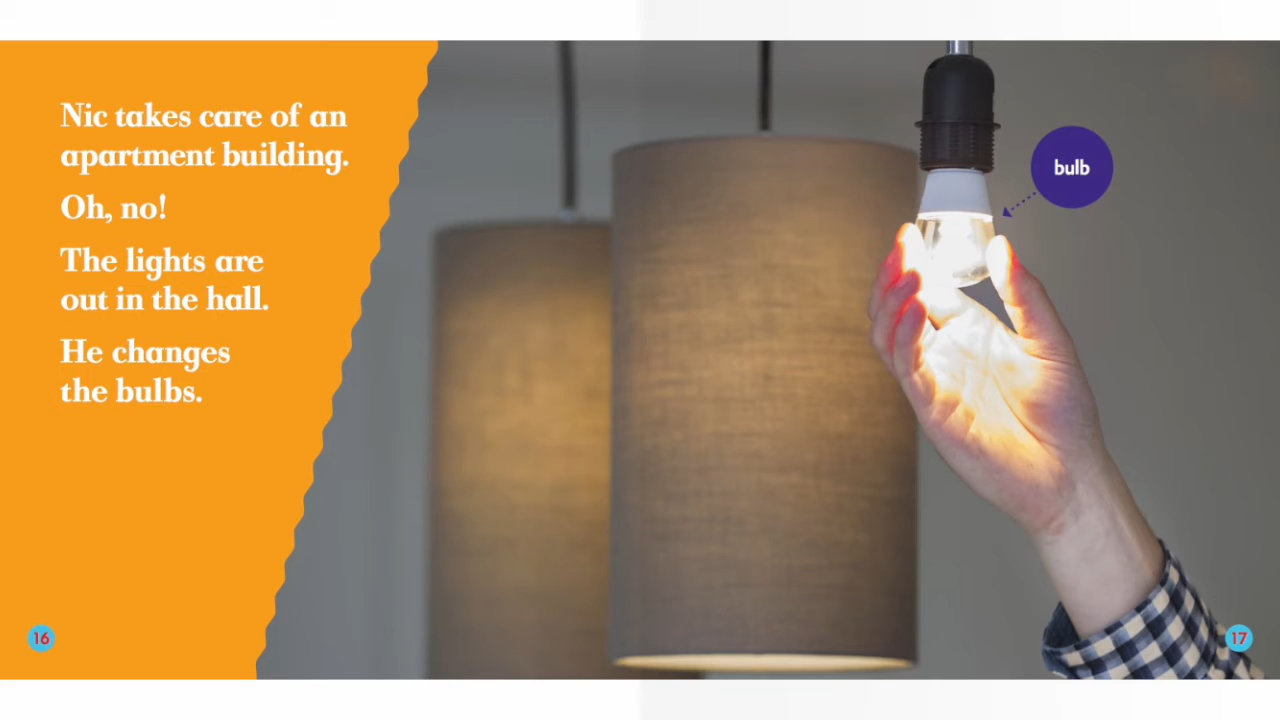 Nic takes care of an
apartment building.
Oh, no!
The lights are
out in the hall.
He changes
the bulbs.
bulb
16
17